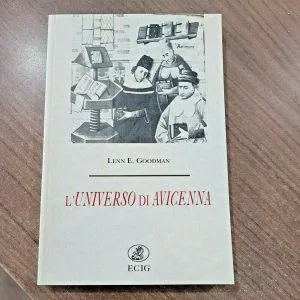 LENN E. GOODMAN
L'UNIVERSO DI AVICENNA
ECIG